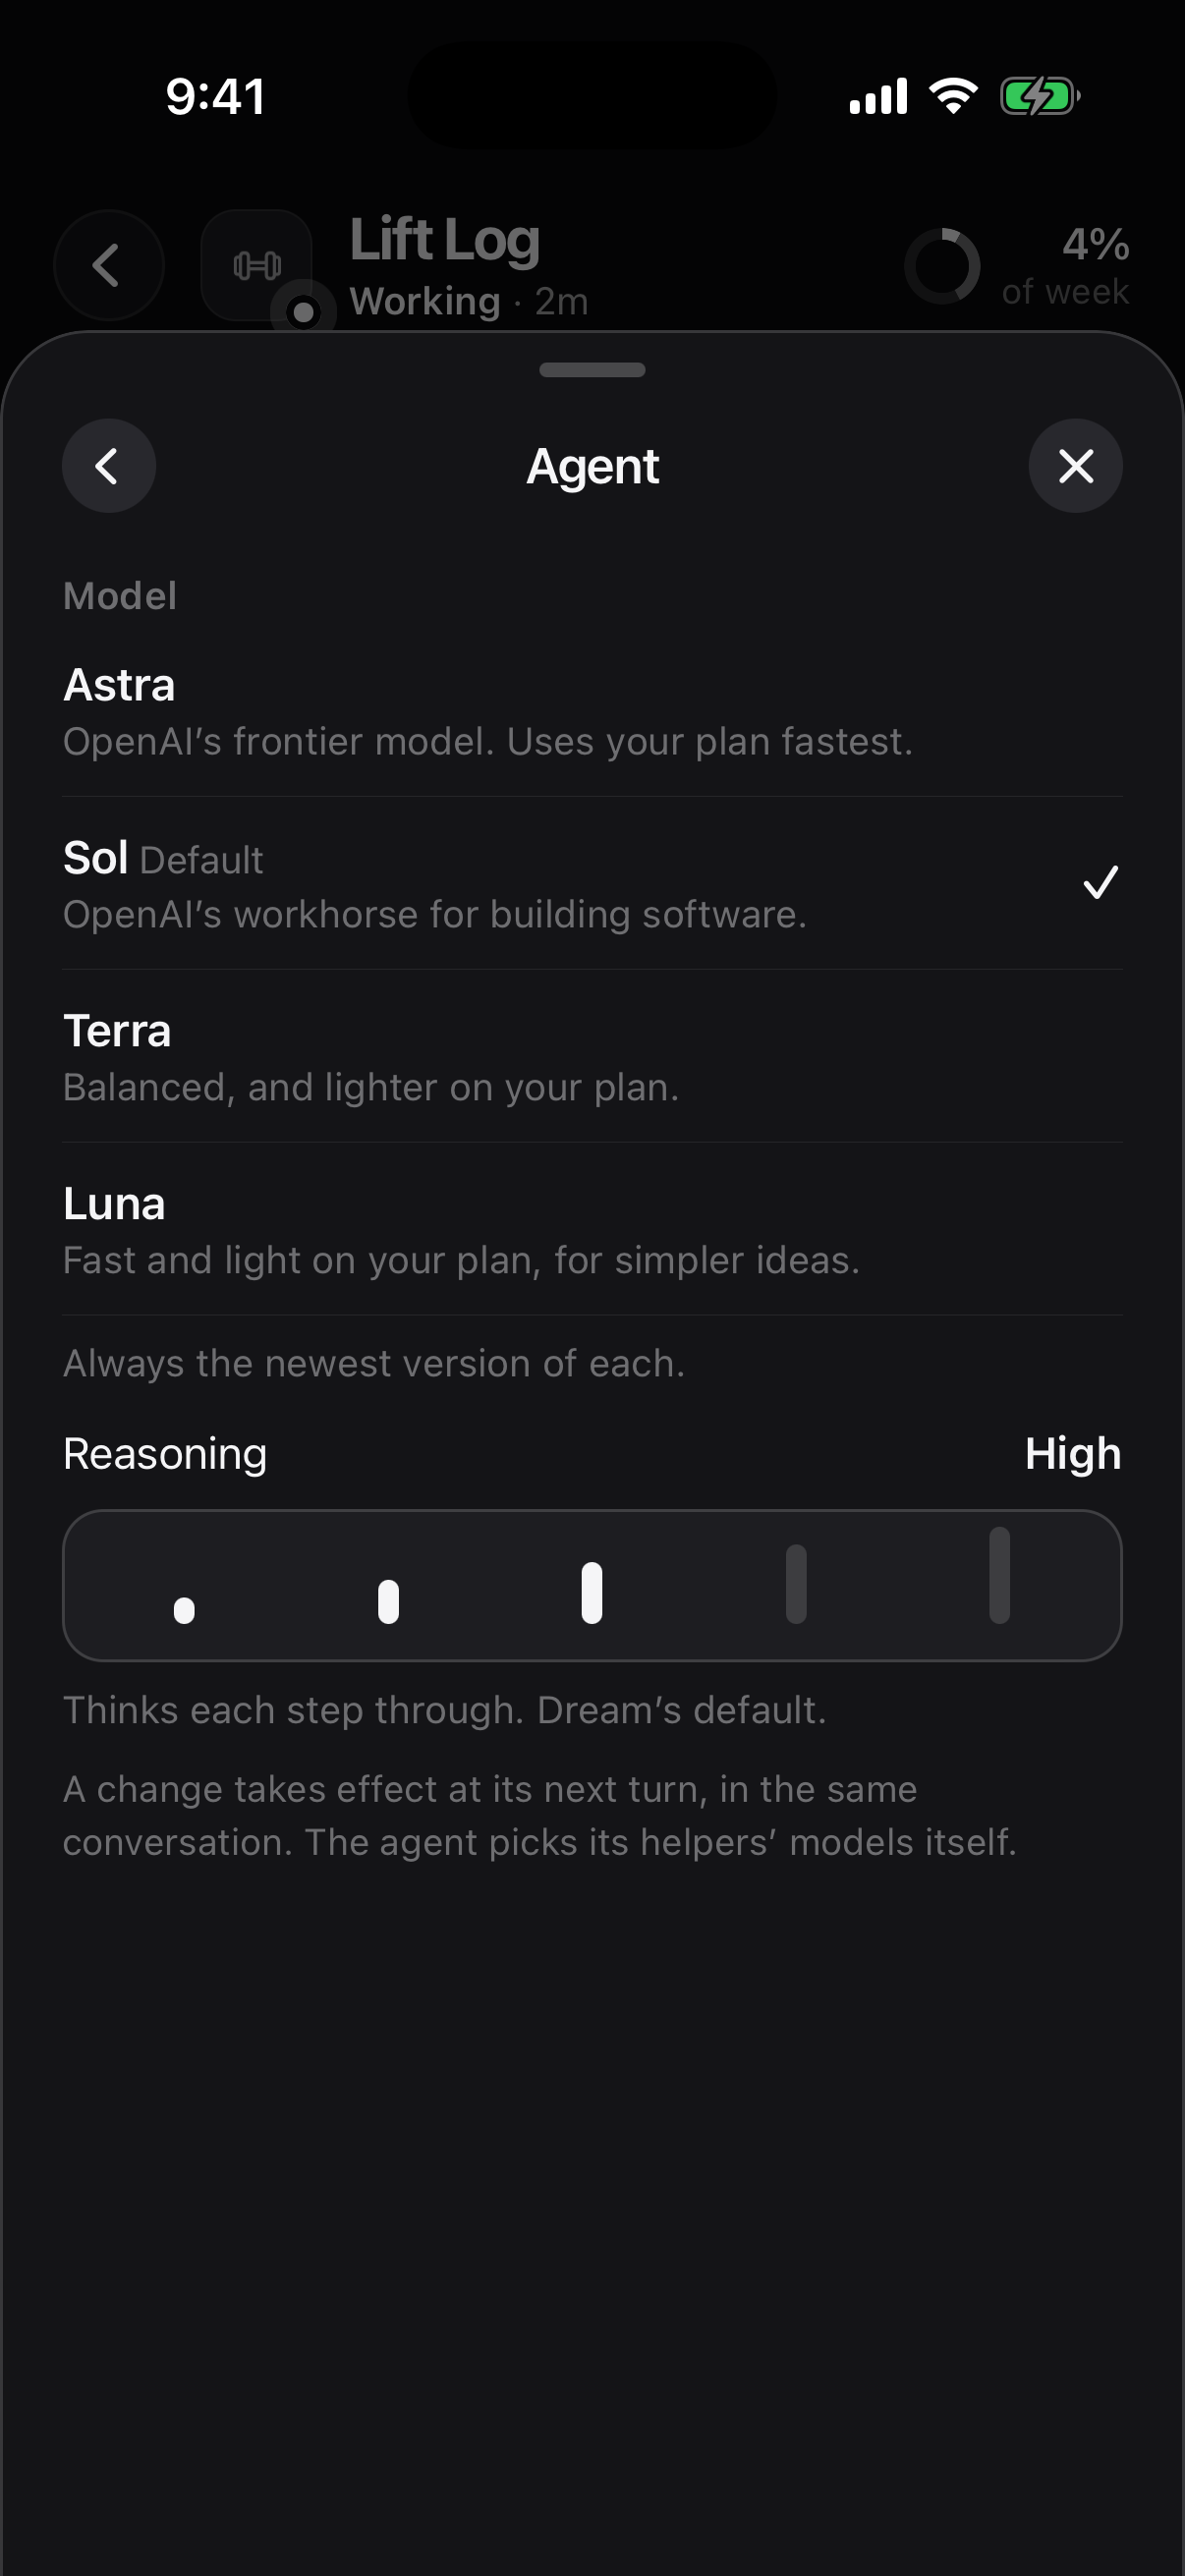 9:41
Lift Log
Working · 2m
4%
of week
Agent
Model
Astra
OpenAI’s frontier model. Uses your plan fastest.
Sol Default
OpenAI’s workhorse for building software.
Terra
Balanced, and lighter on your plan.
Luna
Fast and light on your plan, for simpler ideas.
Always the newest version of each.
Reasoning High
Thinks each step through. Dream’s default.
A change takes effect at its next turn, in the same
conversation. The agent picks its helpers’ models itself.